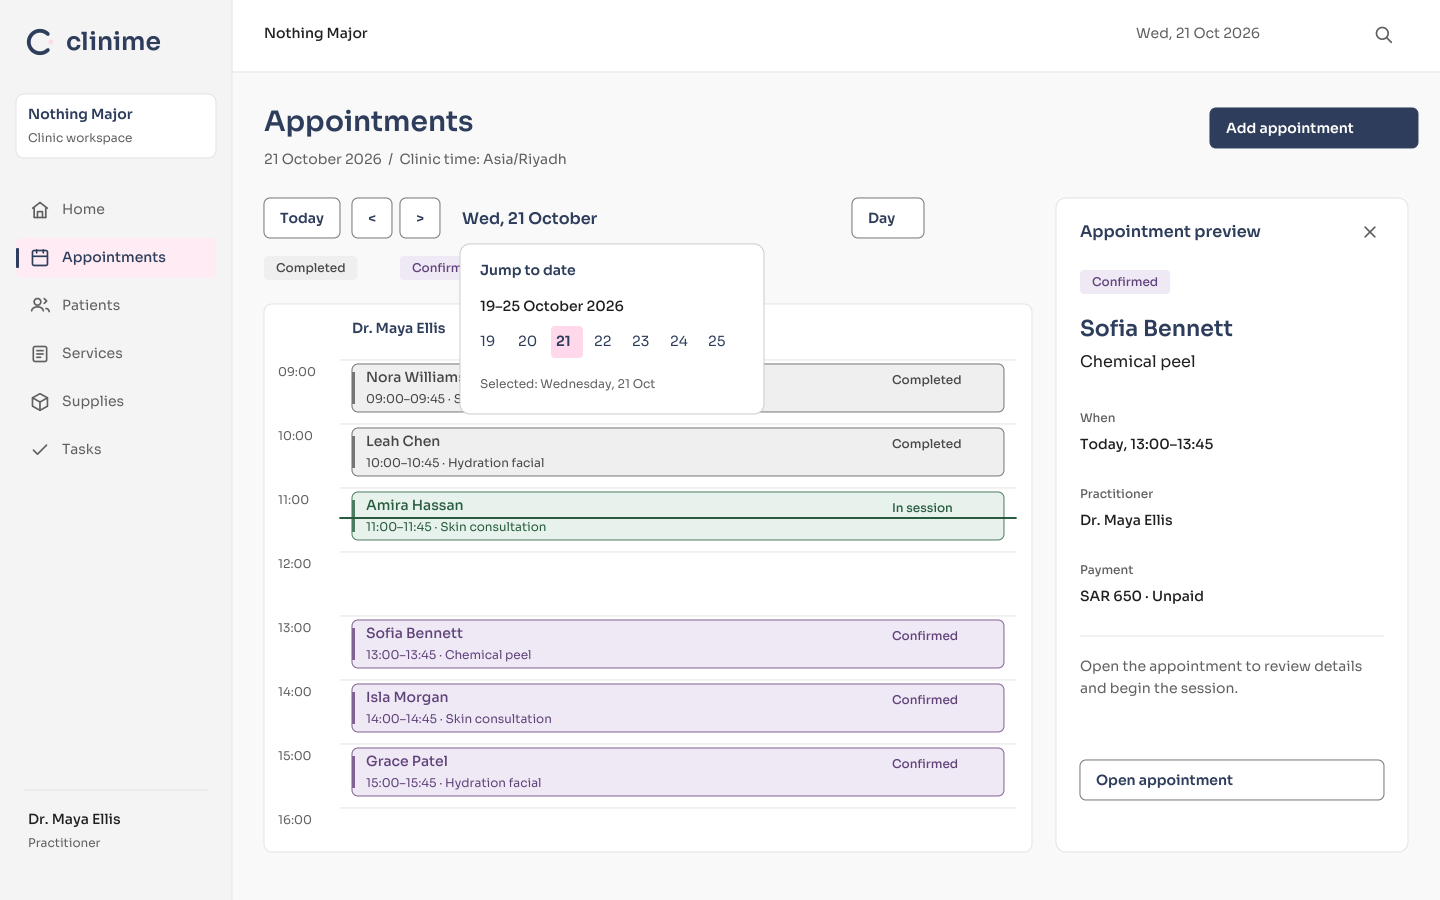 clinime
Nothing Major
Clinic workspace
Home
Appointments
Patients
Services
Supplies
Tasks
Dr. Maya Ellis
Practitioner
Nothing Major
Wed, 21 Oct 2026
Appointments
21 October 2026 / Clinic time: Asia/Riyadh
Add appointment
Today
<
>
Wed, 21 October
Day
Completed
Jump to date
19–25 October 2026
19 20 21 22 23 24 25
Selected: Wednesday, 21 Oct
Dr. Maya Ellis
09:00
Nora
Completed
09:00–09:45 ·
10:00
Leah Chen
Completed
10:00–10:45 · Hydration facial
11:00
Amira Hassan
In session
11:00–11:45 · Skin consultation
12:00
13:00
Sofia Bennett
Confirmed
13:00–13:45 · Chemical peel
14:00
Isla Morgan
Confirmed
14:00–14:45 · Skin consultation
15:00
Grace Patel
Confirmed
15:00–15:45 · Hydration facial
16:00
Appointment preview
Confirmed
Sofia Bennett
Chemical peel
When
Today, 13:00–13:45
Practitioner
Dr. Maya Ellis
Payment
SAR 650 · Unpaid
Open the appointment to review details
and begin the session.
Open appointment